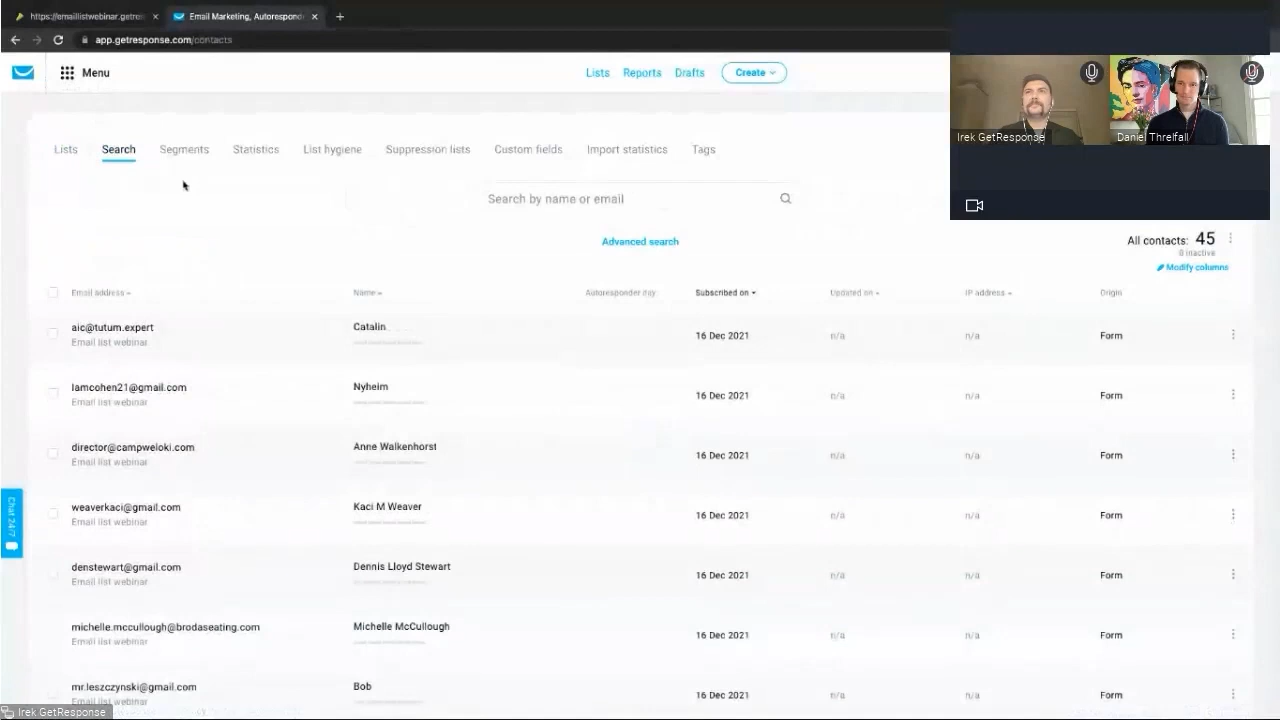 https://emaillistwebinar.getre
Email Marketing, Autorespond
app.getresponse.com/contacts
Menu
Lists Reports Drafts Create
Irek GetResponse
Daniel Threlfall
Lists Search Segments Statistics List hygiene Suppression lists Custom fields Import statistics Tags
Search by name or email
Advanced search
All contacts: 45
0 inactive
Modify columns
Email address Name Autoresponder day Subscribed on Updated on IP address Origin
aic@tutum.expert Catalin 16 Dec 2021 n/a n/a Form
Email list webinar
lamcohen21@gmail.com Nyheim 16 Dec 2021 n/a n/a Form
Email list webinar
director@campweloki.com Anne Walkenhorst 16 Dec 2021 n/a n/a Form
Email list webinar
weaverkaci@gmail.com Kaci M Weaver 16 Dec 2021 n/a n/a Form
Email list webinar
denstewart@gmail.com Dennis Lloyd Stewart 16 Dec 2021 n/a n/a Form
Email list webinar
michelle.mccullough@brodaseating.com Michelle McCullough 16 Dec 2021 n/a n/a Form
Email list webinar
mr.leszczynski@gmail.com Bob 16 Dec 2021 n/a n/a Form
Email list webinar
Chat 24/7
Irek GetResponse